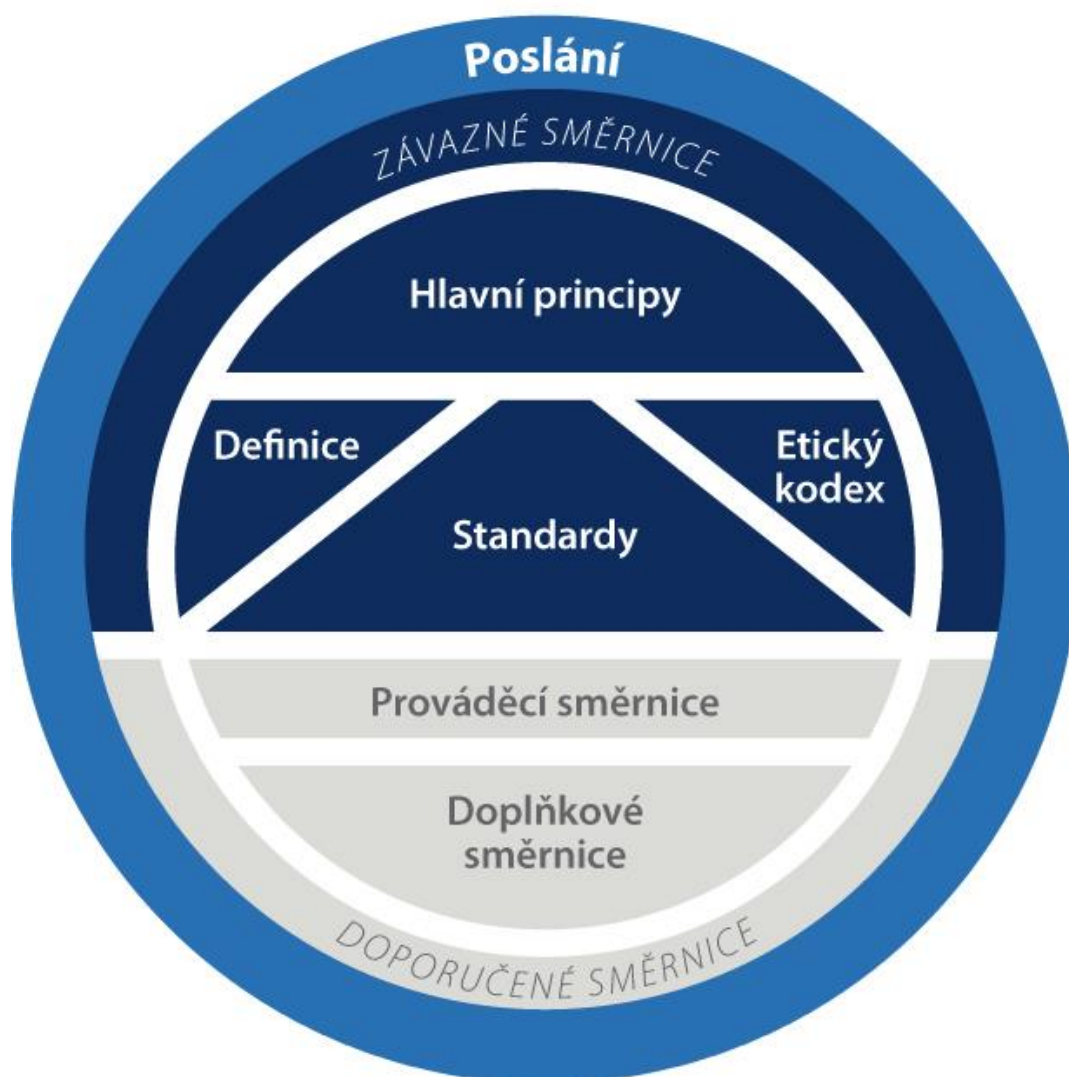 Poslání
ZÁVAZNÉ SMĚRNICE
Hlavní principy
Definice
Etický
kodex
Standardy
Prováděcí směrnice
Doplňkové
směrnice
DOPORUČENÉ SMĚRNICE